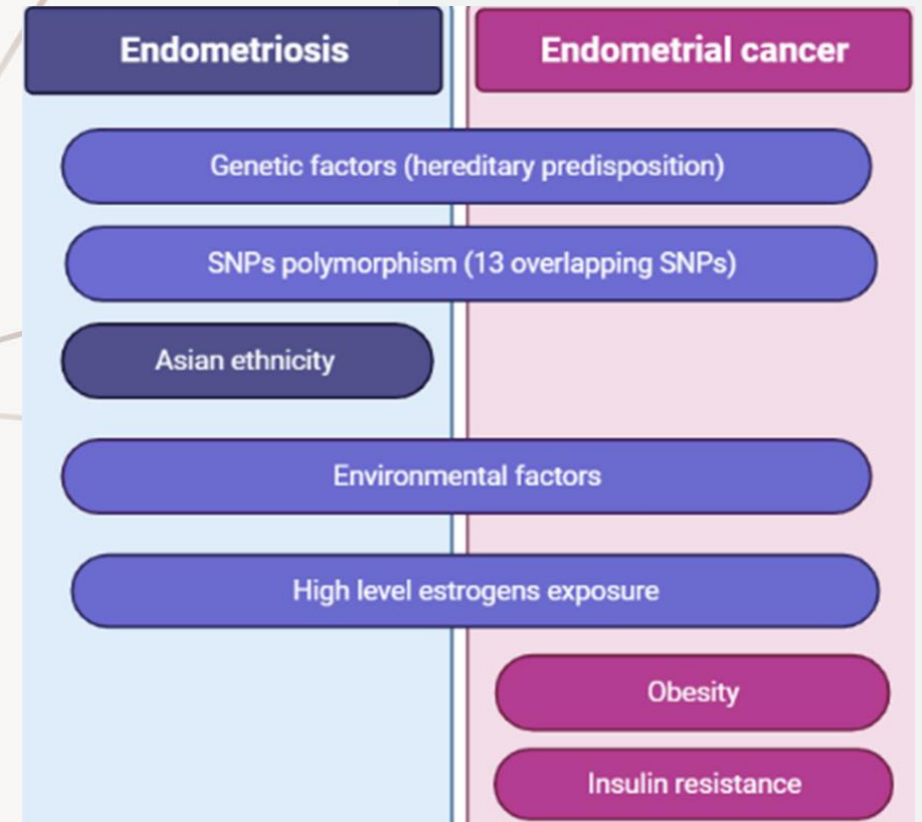 Endometriosis
Endometrial cancer
Genetic factors (hereditary predisposition)
SNPs polymorphism (13 overlapping SNPs)
Asian ethnicity
Environmental factors
High level estrogens exposure
Obesity
Insulin resistance